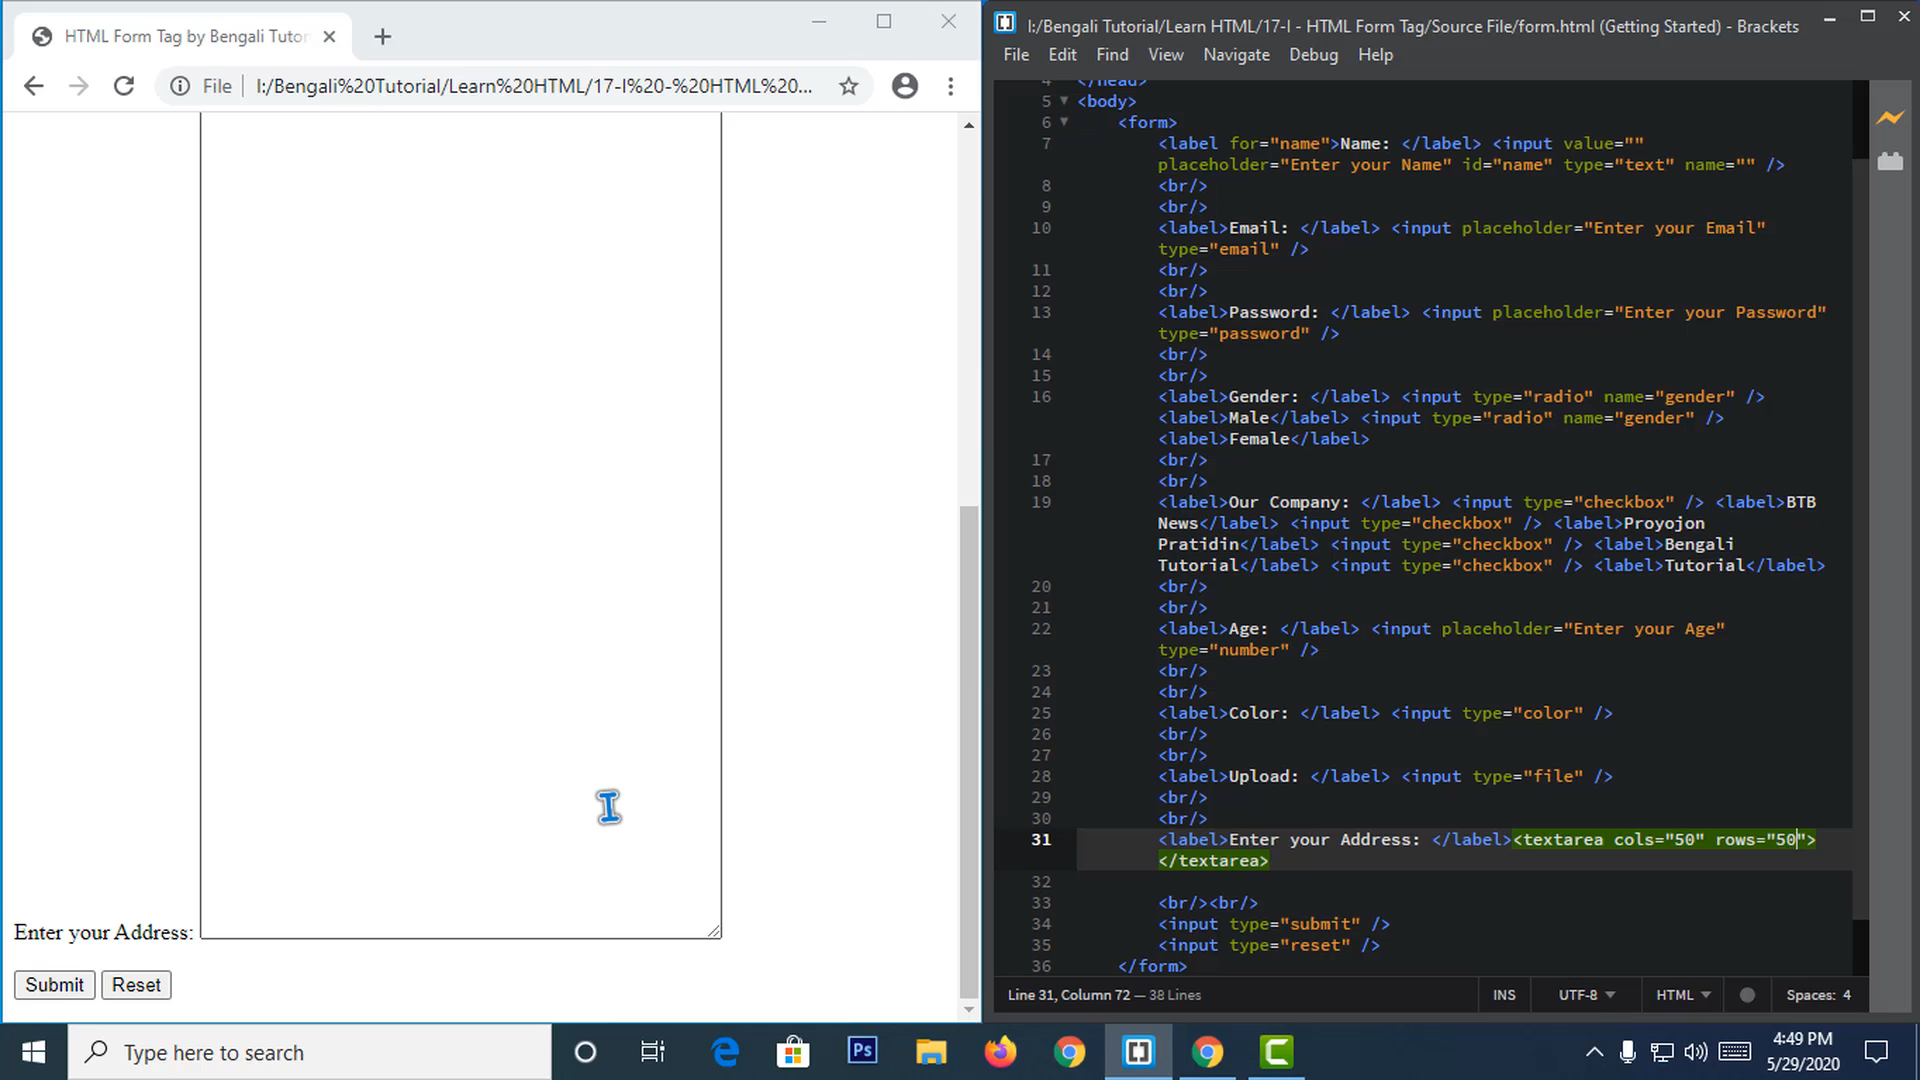 HTML Form Tag by Bengali Tutor
File
I:/Bengali%20Tutorial/Learn%20HTML/17-I%20-%20HTML%20...
Enter your Address:
Submit
Reset
I:/Bengali Tutorial/Learn HTML/17-I - HTML Form Tag/Source File/form.html (Getting Started) - Brackets
File Edit Find View Navigate Debug Help
4 </head>
5 <body>
6 <form>
7 <label for="name">Name: </label> <input value=""
placeholder="Enter your Name" id="name" type="text" name="" />
8 <br/>
9 <br/>
10 <label>Email: </label> <input placeholder="Enter your Email"
type="email" />
11 <br/>
12 <br/>
13 <label>Password: </label> <input placeholder="Enter your Password"
type="password" />
14 <br/>
15 <br/>
16 <label>Gender: </label> <input type="radio" name="gender" />
<label>Male</label> <input type="radio" name="gender" />
<label>Female</label>
17 <br/>
18 <br/>
19 <label>Our Company: </label> <input type="checkbox" /> <label>BTB
News</label> <input type="checkbox" /> <label>Proyojon
Pratidin</label> <input type="checkbox" /> <label>Bengali
Tutorial</label> <input type="checkbox" /> <label>Tutorial</label>
20 <br/>
21 <br/>
22 <label>Age: </label> <input placeholder="Enter your Age"
type="number" />
23 <br/>
24 <br/>
25 <label>Color: </label> <input type="color" />
26 <br/>
27 <br/>
28 <label>Upload: </label> <input type="file" />
29 <br/>
30 <br/>
31 <label>Enter your Address: </label><textarea cols="50" rows="50">
</textarea>
32
33 <br/><br/>
34 <input type="submit" />
35 <input type="reset" />
36 </form>
Line 31, Column 72 — 38 Lines
INS
UTF-8
HTML
Spaces: 4
Type here to search
Ps
4:49 PM
5/29/2020